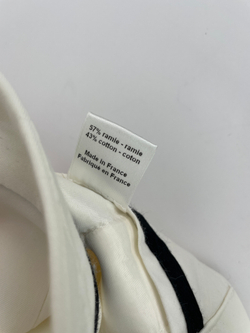 57% ramie - ramie
43% cotton - coton
Made in France
Fabriqué en France